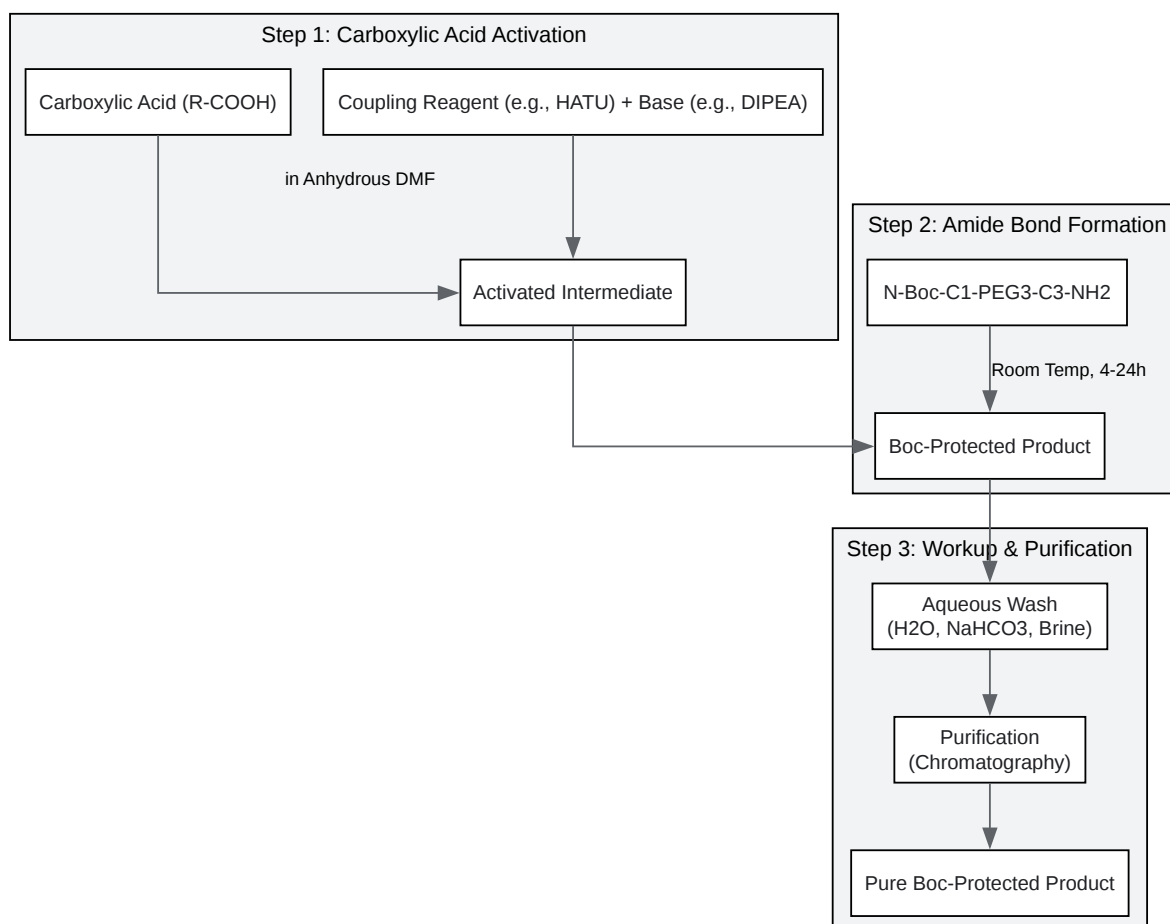 Step 1: Carboxylic Acid Activation
Carboxylic Acid (R-COOH)
Coupling Reagent (e.g., HATU) + Base (e.g., DIPEA)
in Anhydrous DMF
Activated Intermediate
Step 2: Amide Bond Formation
N-Boc-C1-PEG3-C3-NH2
Room Temp, 4-24h
Boc-Protected Product
Step 3: Workup & Purification
Aqueous Wash
(H2O, NaHCO3, Brine)
Purification
(Chromatography)
Pure Boc-Protected Product